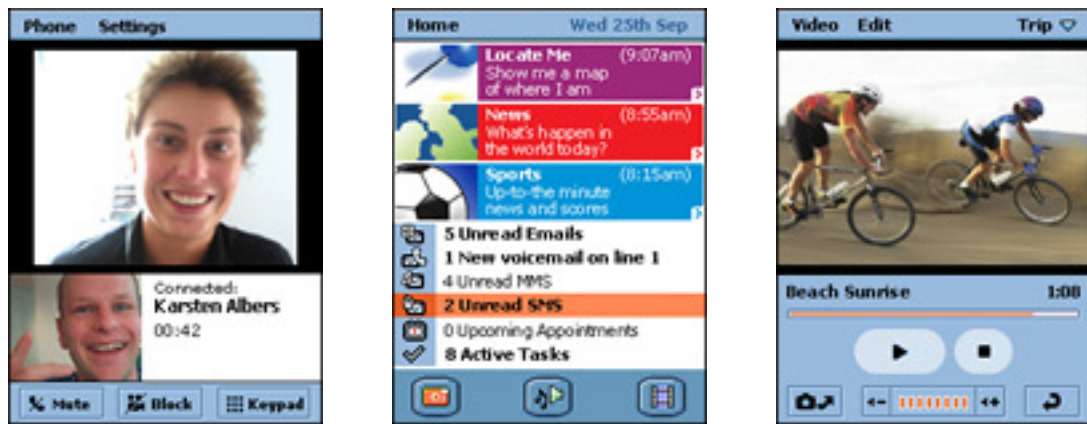 Phone Settings
Connected:
Karsten Albers
00:42
Mute Block Keypad
Home Wed 25th Sep
Locate Me (9:07am)
Show me a map
of where I am
News (8:55am)
What's happen in
the world today?
Sports (8:15am)
Up-to-the minute
news and scores
5 Unread Emails
1 New voicemail on line 1
4 Unread MMS
2 Unread SMS
0 Upcoming Appointments
8 Active Tasks
Video Edit Trip
Beach Sunrise 1:08